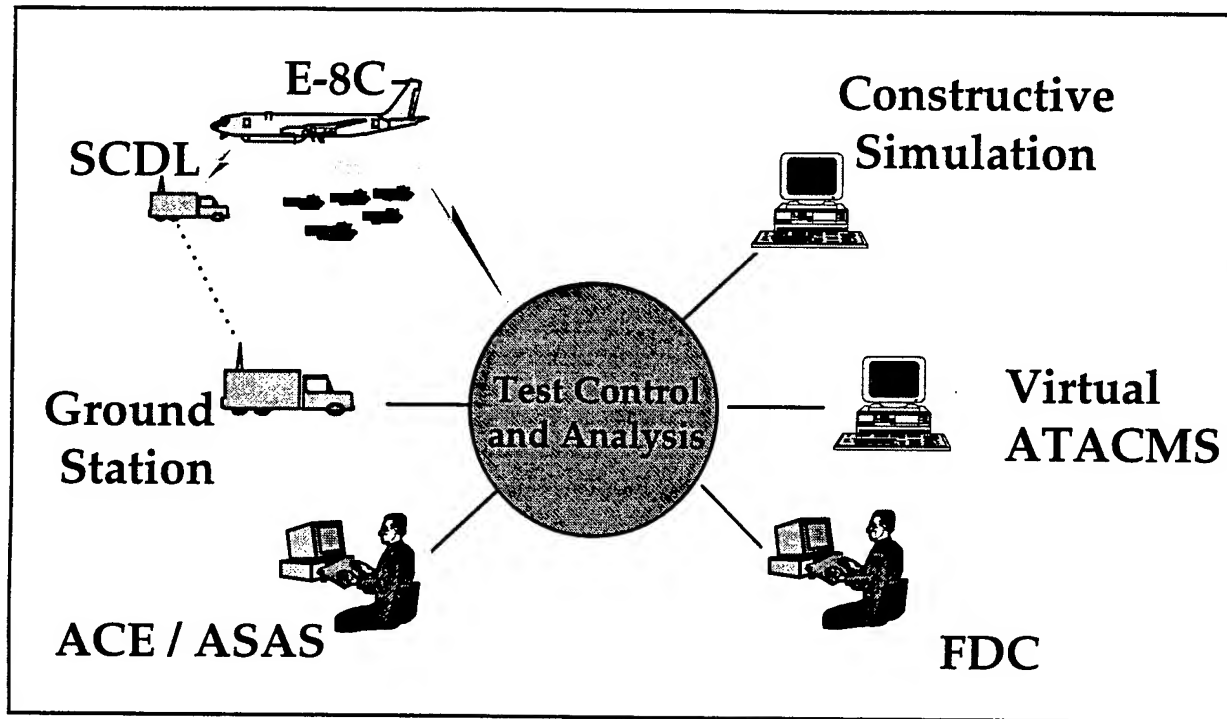 E-8C
SCDL
Constructive
Simulation
Test Control
and Analysis
Ground
Station
Virtual
ATACMS
ACE / ASAS
FDC